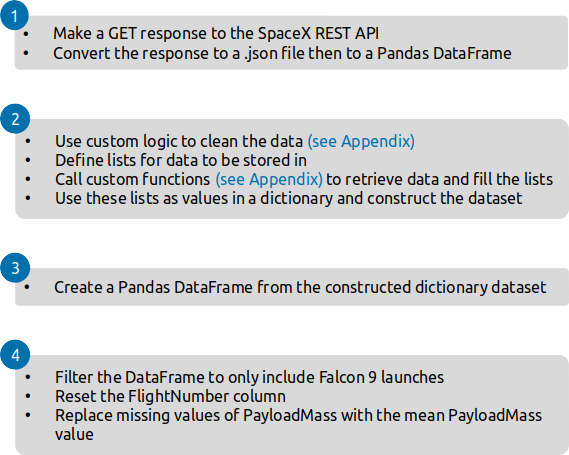 1
• Make a GET response to the SpaceX REST API
• Convert the response to a .json file then to a Pandas DataFrame
2
• Use custom logic to clean the data (see Appendix)
• Define lists for data to be stored in
• Call custom functions (see Appendix) to retrieve data and fill the lists
• Use these lists as values in a dictionary and construct the dataset
3
• Create a Pandas DataFrame from the constructed dictionary dataset
4
• Filter the DataFrame to only include Falcon 9 launches
• Reset the FlightNumber column
• Replace missing values of PayloadMass with the mean PayloadMass
value